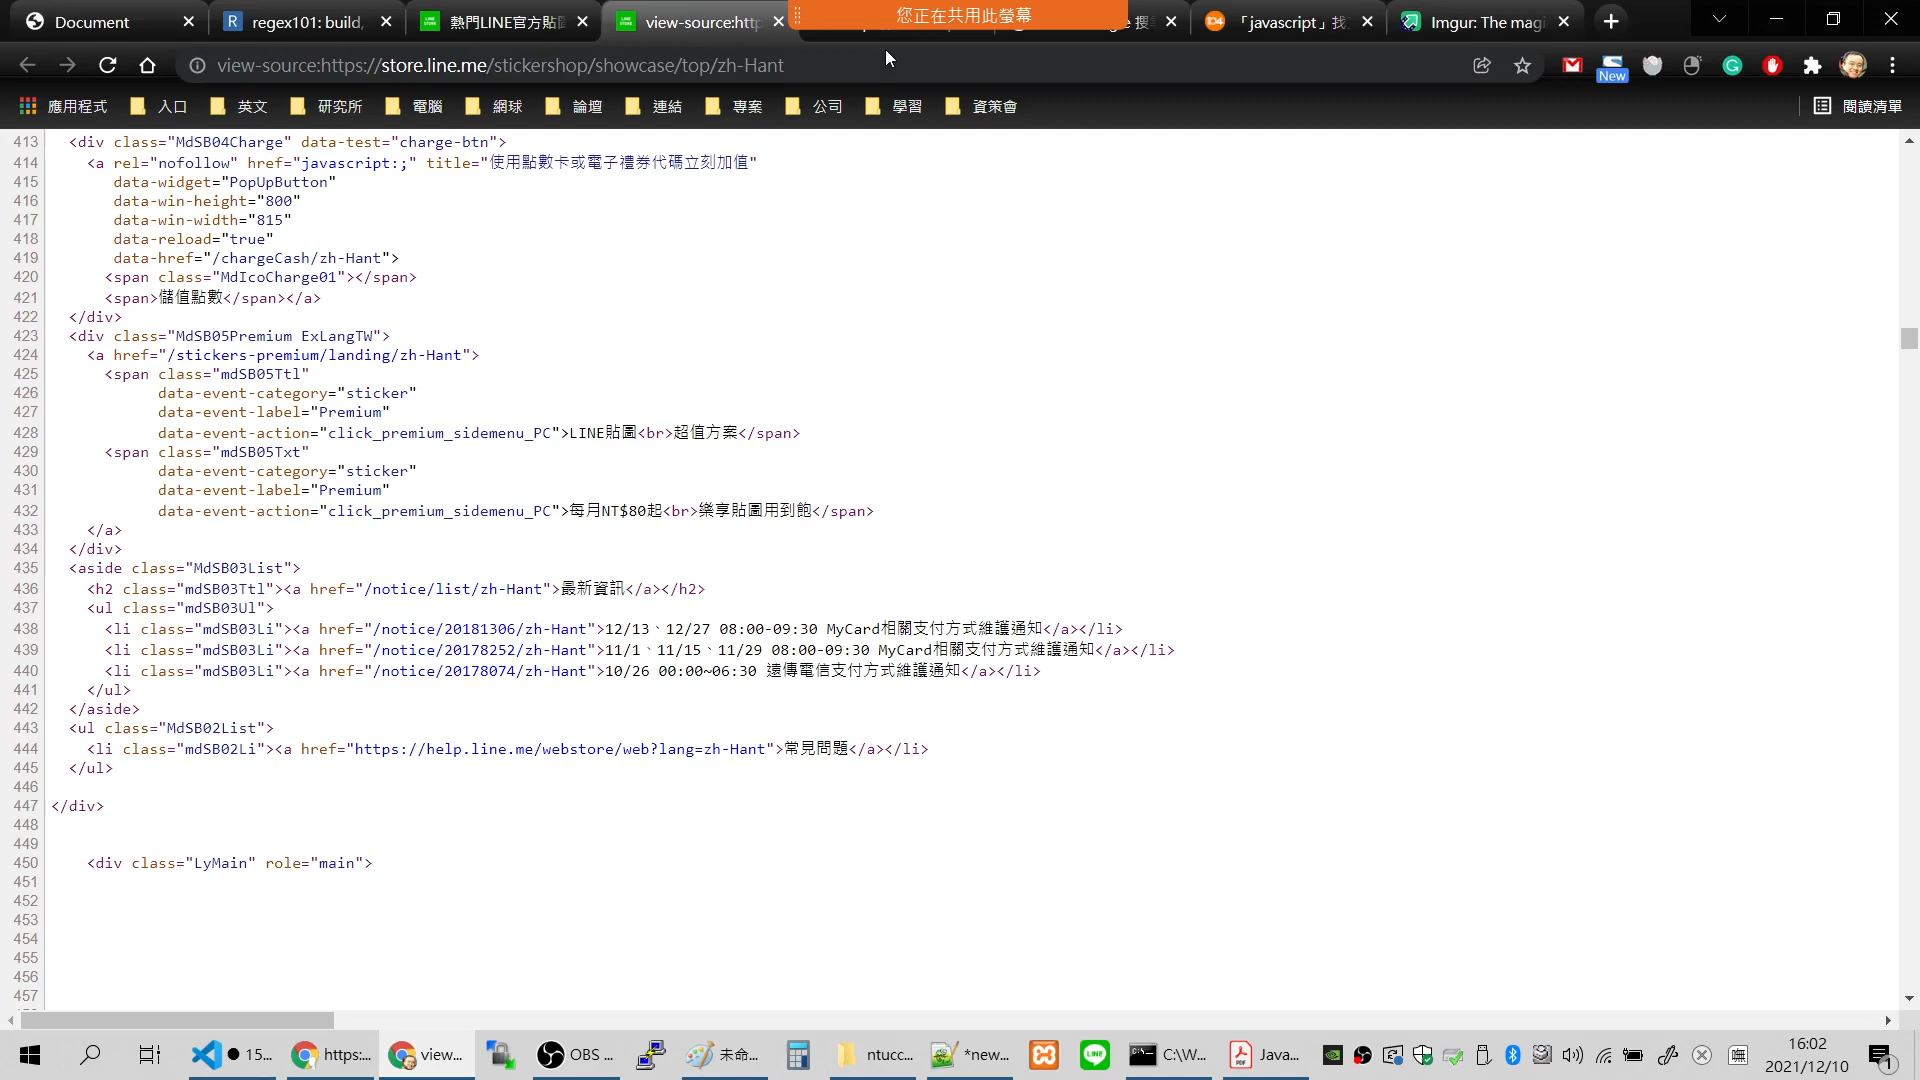 Document
regex101: build,
熱門LINE官方貼圖
view-source:http
您正在共用此螢幕
「javascript」找
Imgur: The magi
view-source:https://store.line.me/stickershop/showcase/top/zh-Hant
New
應用程式 入口 英文 研究所 電腦 網球 論壇 連結 專案 公司 學習 資策會 閱讀清單
413 <div class="MdSB04Charge" data-test="charge-btn">
414 <a rel="nofollow" href="javascript:;" title="使用點數卡或電子禮券代碼立刻加值"
415 data-widget="PopUpButton"
416 data-win-height="800"
417 data-win-width="815"
418 data-reload="true"
419 data-href="/chargeCash/zh-Hant">
420 <span class="MdIcoCharge01"></span>
421 <span>儲值點數</span></a>
422 </div>
423 <div class="MdSB05Premium ExLangTW">
424 <a href="/stickers-premium/landing/zh-Hant">
425 <span class="mdSB05Ttl"
426 data-event-category="sticker"
427 data-event-label="Premium"
428 data-event-action="click_premium_sidemenu_PC">LINE貼圖<br>超值方案</span>
429 <span class="mdSB05Txt"
430 data-event-category="sticker"
431 data-event-label="Premium"
432 data-event-action="click_premium_sidemenu_PC">每月NT$80起<br>樂享貼圖用到飽</span>
433 </a>
434 </div>
435 <aside class="MdSB03List">
436 <h2 class="mdSB03Ttl"><a href="/notice/list/zh-Hant">最新資訊</a></h2>
437 <ul class="mdSB03Ul">
438 <li class="mdSB03Li"><a href="/notice/20181306/zh-Hant">12/13、12/27 08:00-09:30 MyCard相關支付方式維護通知</a></li>
439 <li class="mdSB03Li"><a href="/notice/20178252/zh-Hant">11/1、11/15、11/29 08:00-09:30 MyCard相關支付方式維護通知</a></li>
440 <li class="mdSB03Li"><a href="/notice/20178074/zh-Hant">10/26 00:00~06:30 遠傳電信支付方式維護通知</a></li>
441 </ul>
442 </aside>
443 <ul class="MdSB02List">
444 <li class="mdSB02Li"><a href="https://help.line.me/webstore/web?lang=zh-Hant">常見問題</a></li>
445 </ul>
446
447 </div>
448
449
450 <div class="LyMain" role="main">
451
452
453
454
455
456
457
15... https:... view... OBS ... 未命... ntucc... *new... C:\W... Java...
16:02
2021/12/10
1